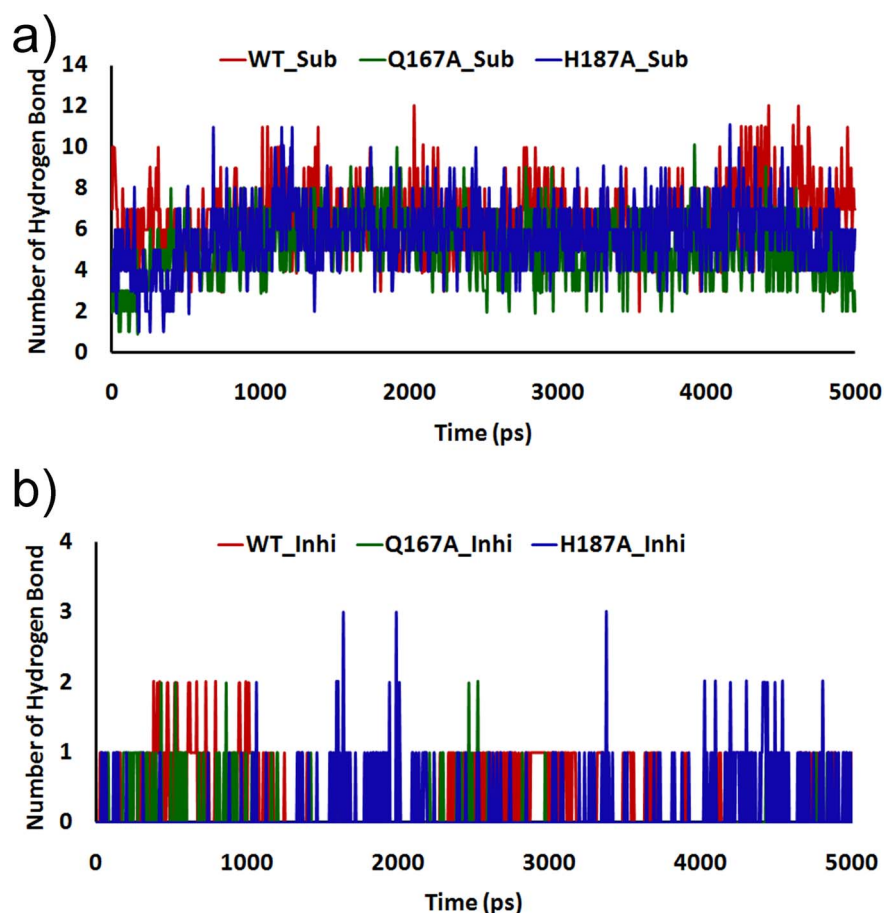 a)
WT_Sub Q167A_Sub H187A_Sub
14
12
10
8
6
4
2
0
Number of Hydrogen Bond
0 1000 2000 3000 4000 5000
Time (ps)
b)
WT_Inhi Q167A_Inhi H187A_Inhi
4
3
2
1
0
Number of Hydrogen Bond
0 1000 2000 3000 4000 5000
Time (ps)